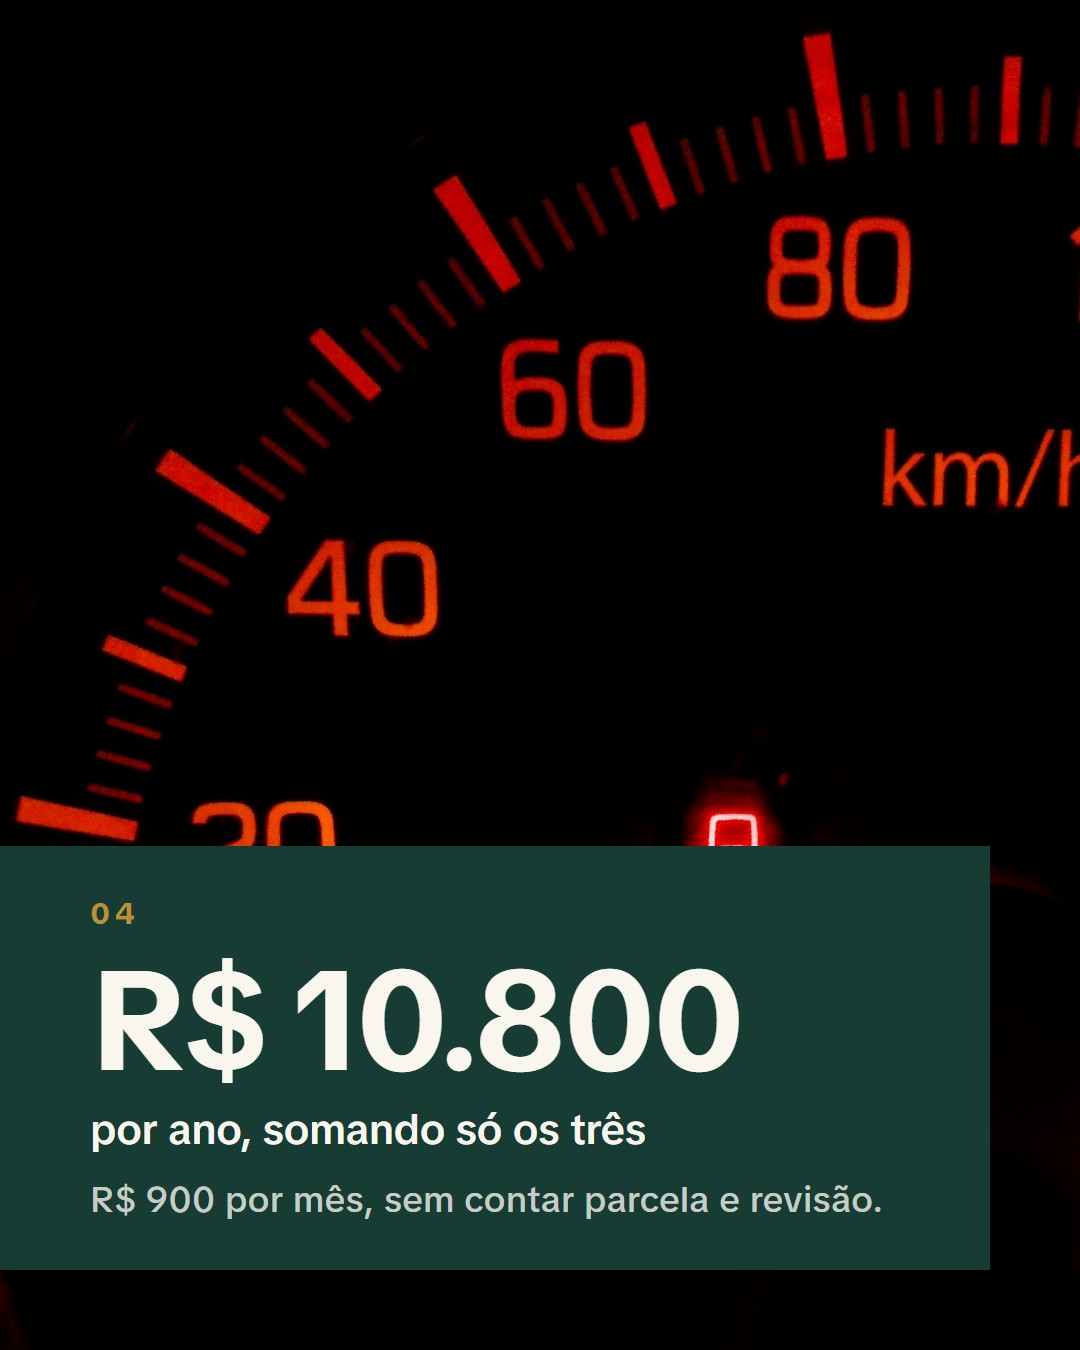 80
60
km/h
40
20
04
R$ 10.800
por ano, somando só os três
R$ 900 por mês, sem contar parcela e revisão.